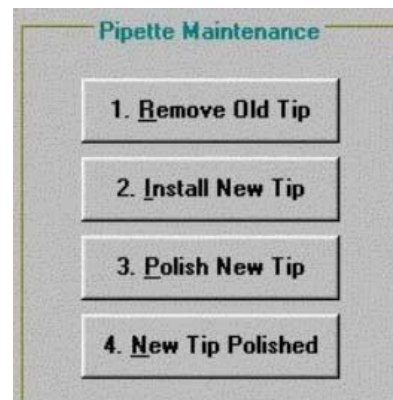 Pipette Maintenance
1. Remove Old Tip
2. Install New Tip
3. Polish New Tip
4. New Tip Polished